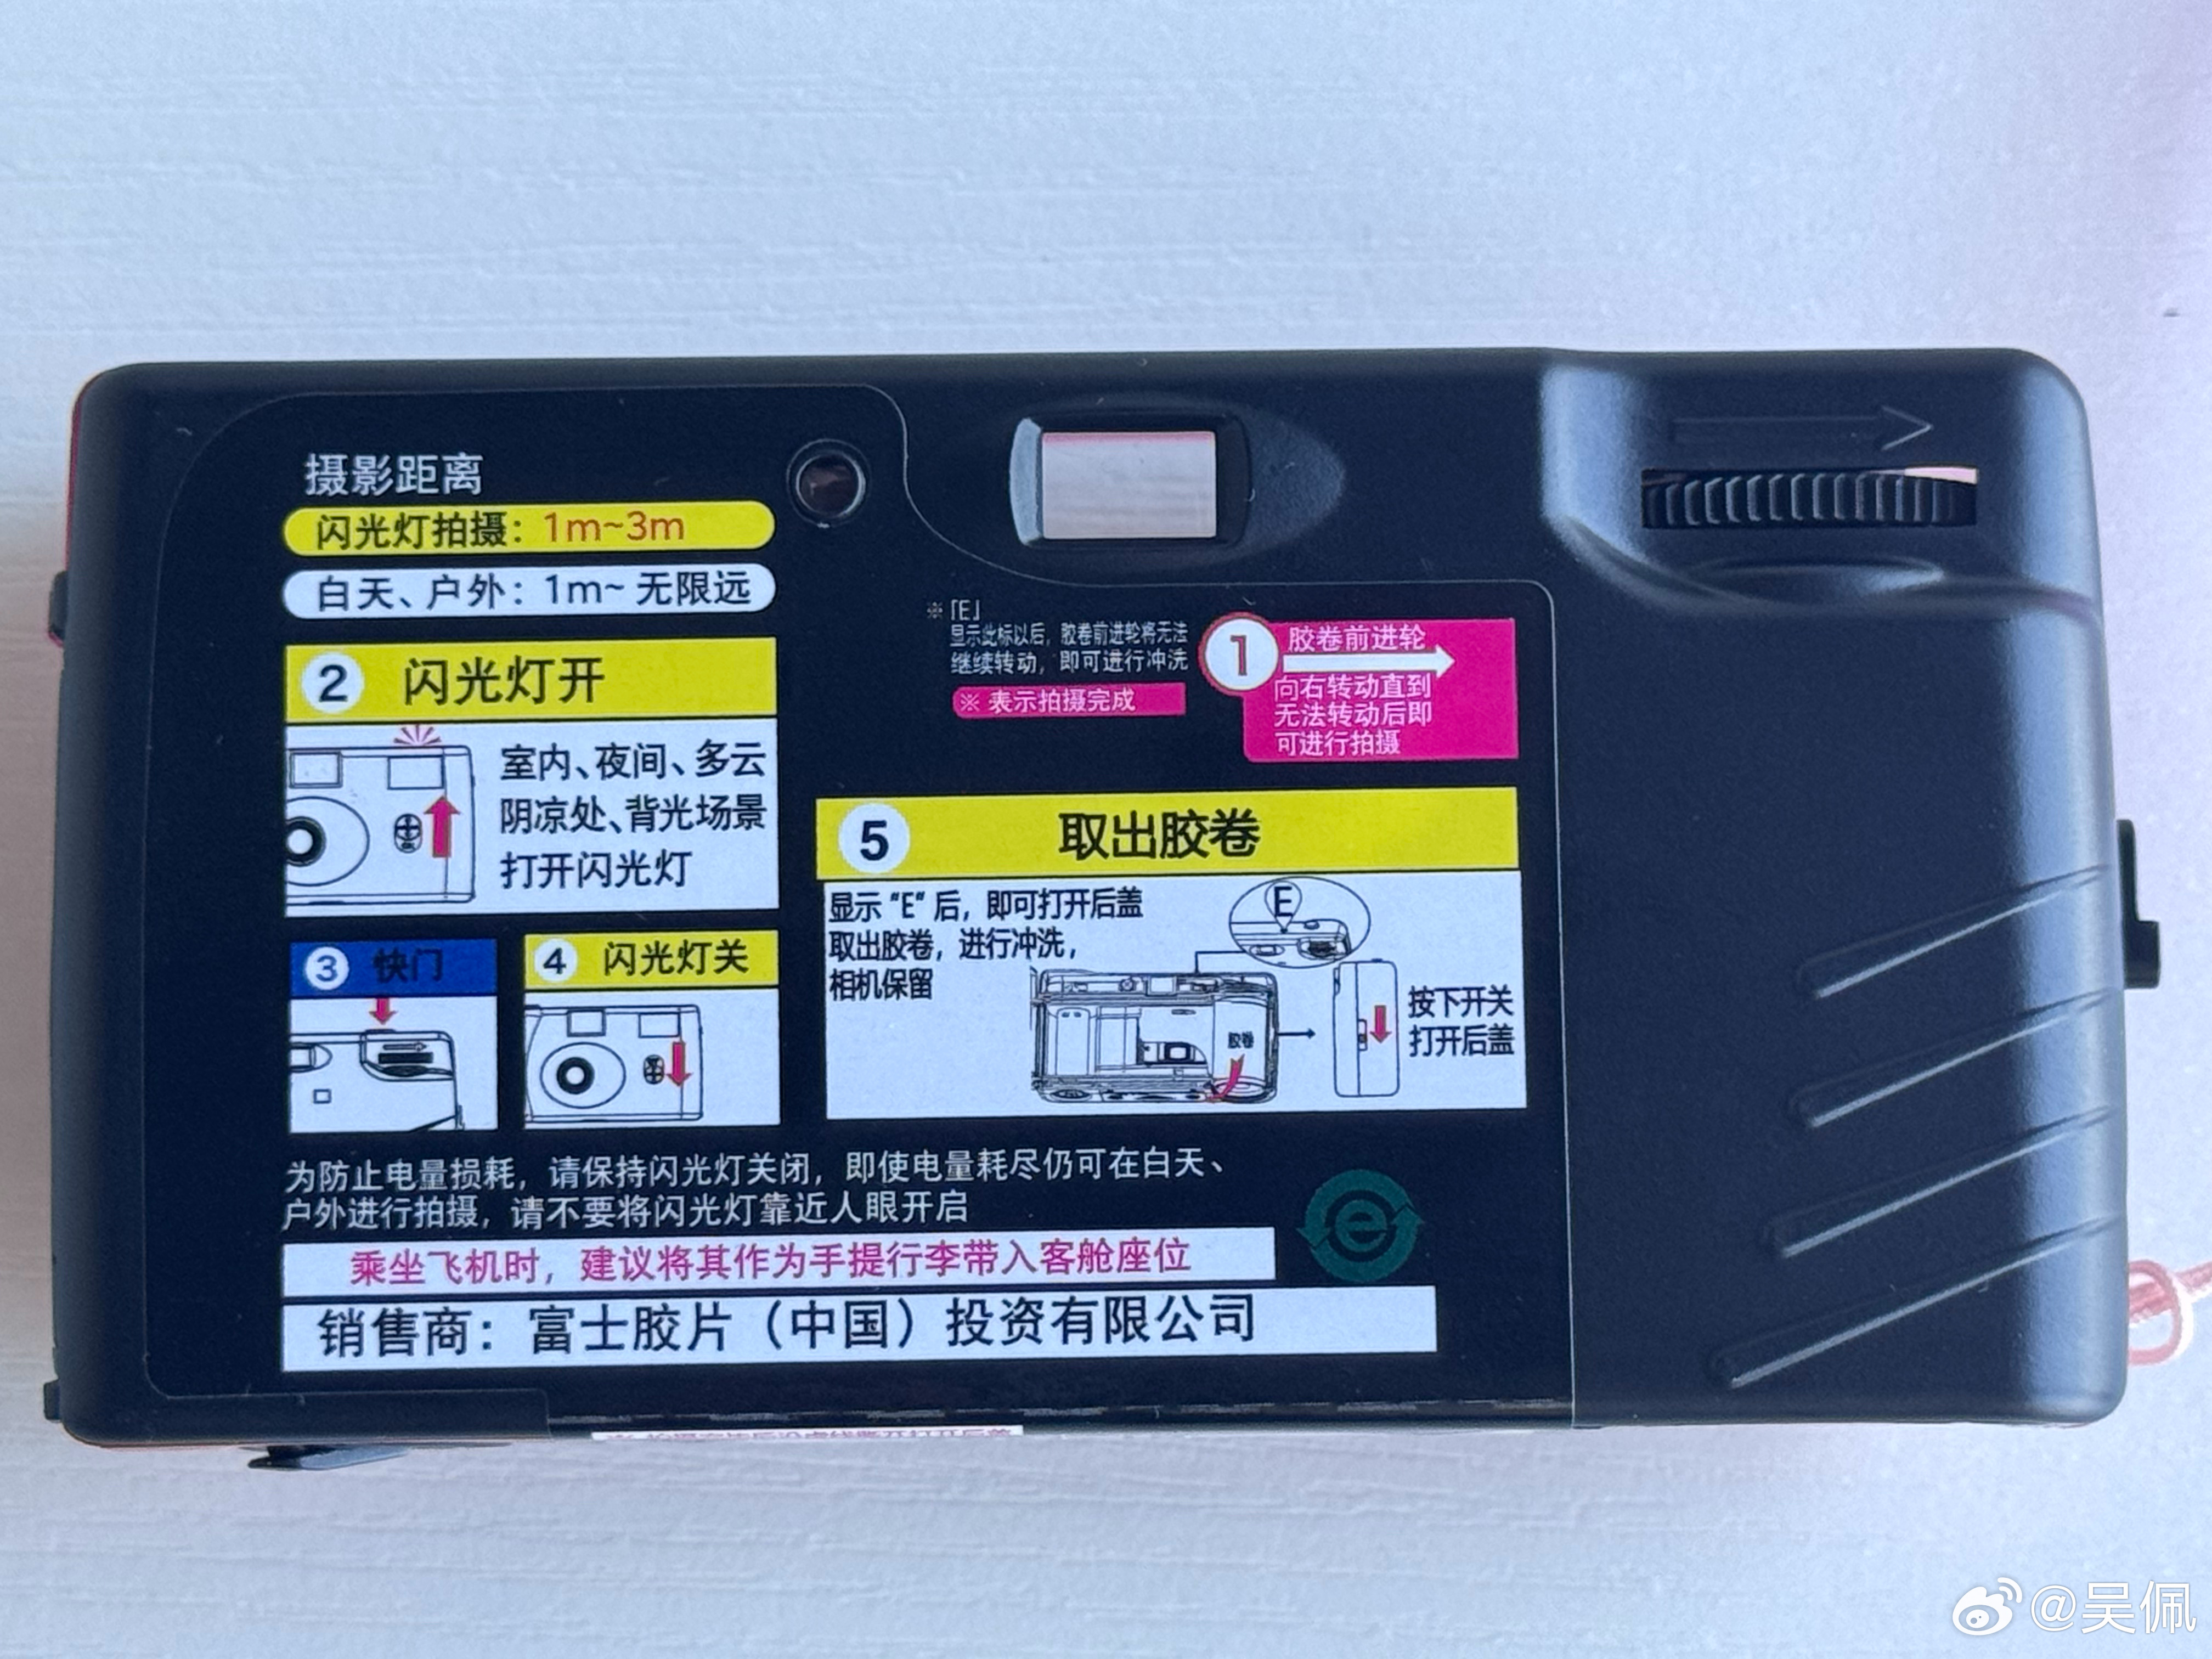 摄影距离
闪光灯拍摄：1m~3m
白天、户外：1m~ 无限远
※「E」
显示此标以后，胶卷前进轮将无法
继续转动，即可进行冲洗
※ 表示拍摄完成
1 胶卷前进轮
向右转动直到
无法转动后即
可进行拍摄
2 闪光灯开
室内、夜间、多云
阴凉处、背光场景
打开闪光灯
3 快门
4 闪光灯关
5 取出胶卷
显示“E”后，即可打开后盖
取出胶卷，进行冲洗，
相机保留
E
胶卷
按下开关
打开后盖
为防止电量损耗，请保持闪光灯关闭，即使电量耗尽仍可在白天、
户外进行拍摄，请不要将闪光灯靠近人眼开启
e
乘坐飞机时，建议将其作为手提行李带入客舱座位
销售商：富士胶片（中国）投资有限公司
@吴佩